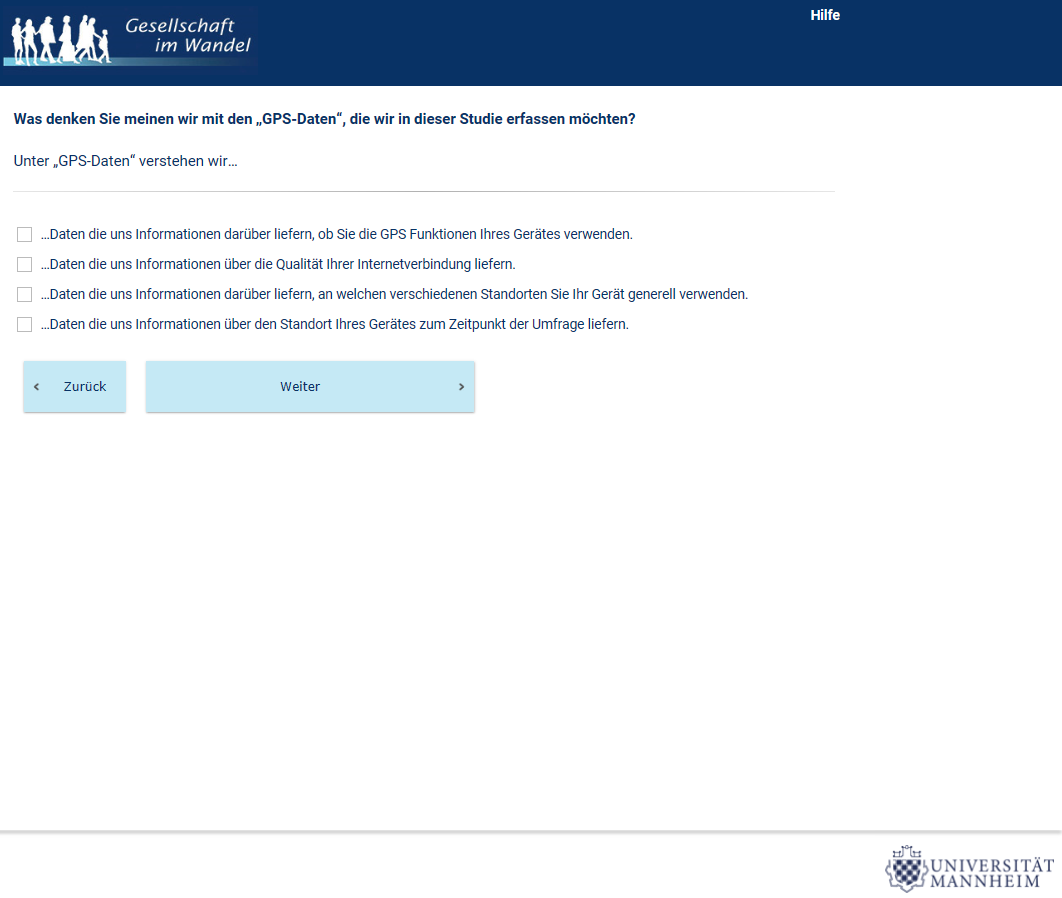 Gesellschaft
im Wandel
Hilfe
Was denken Sie meinen wir mit den „GPS-Daten“, die wir in dieser Studie erfassen möchten?
Unter „GPS-Daten“ verstehen wir…
…Daten die uns Informationen darüber liefern, ob Sie die GPS Funktionen Ihres Gerätes verwenden.
…Daten die uns Informationen über die Qualität Ihrer Internetverbindung liefern.
…Daten die uns Informationen darüber liefern, an welchen verschiedenen Standorten Sie Ihr Gerät generell verwenden.
…Daten die uns Informationen über den Standort Ihres Gerätes zum Zeitpunkt der Umfrage liefern.
‹ Zurück
Weiter ›
UNIVERSITÄT
MANNHEIM